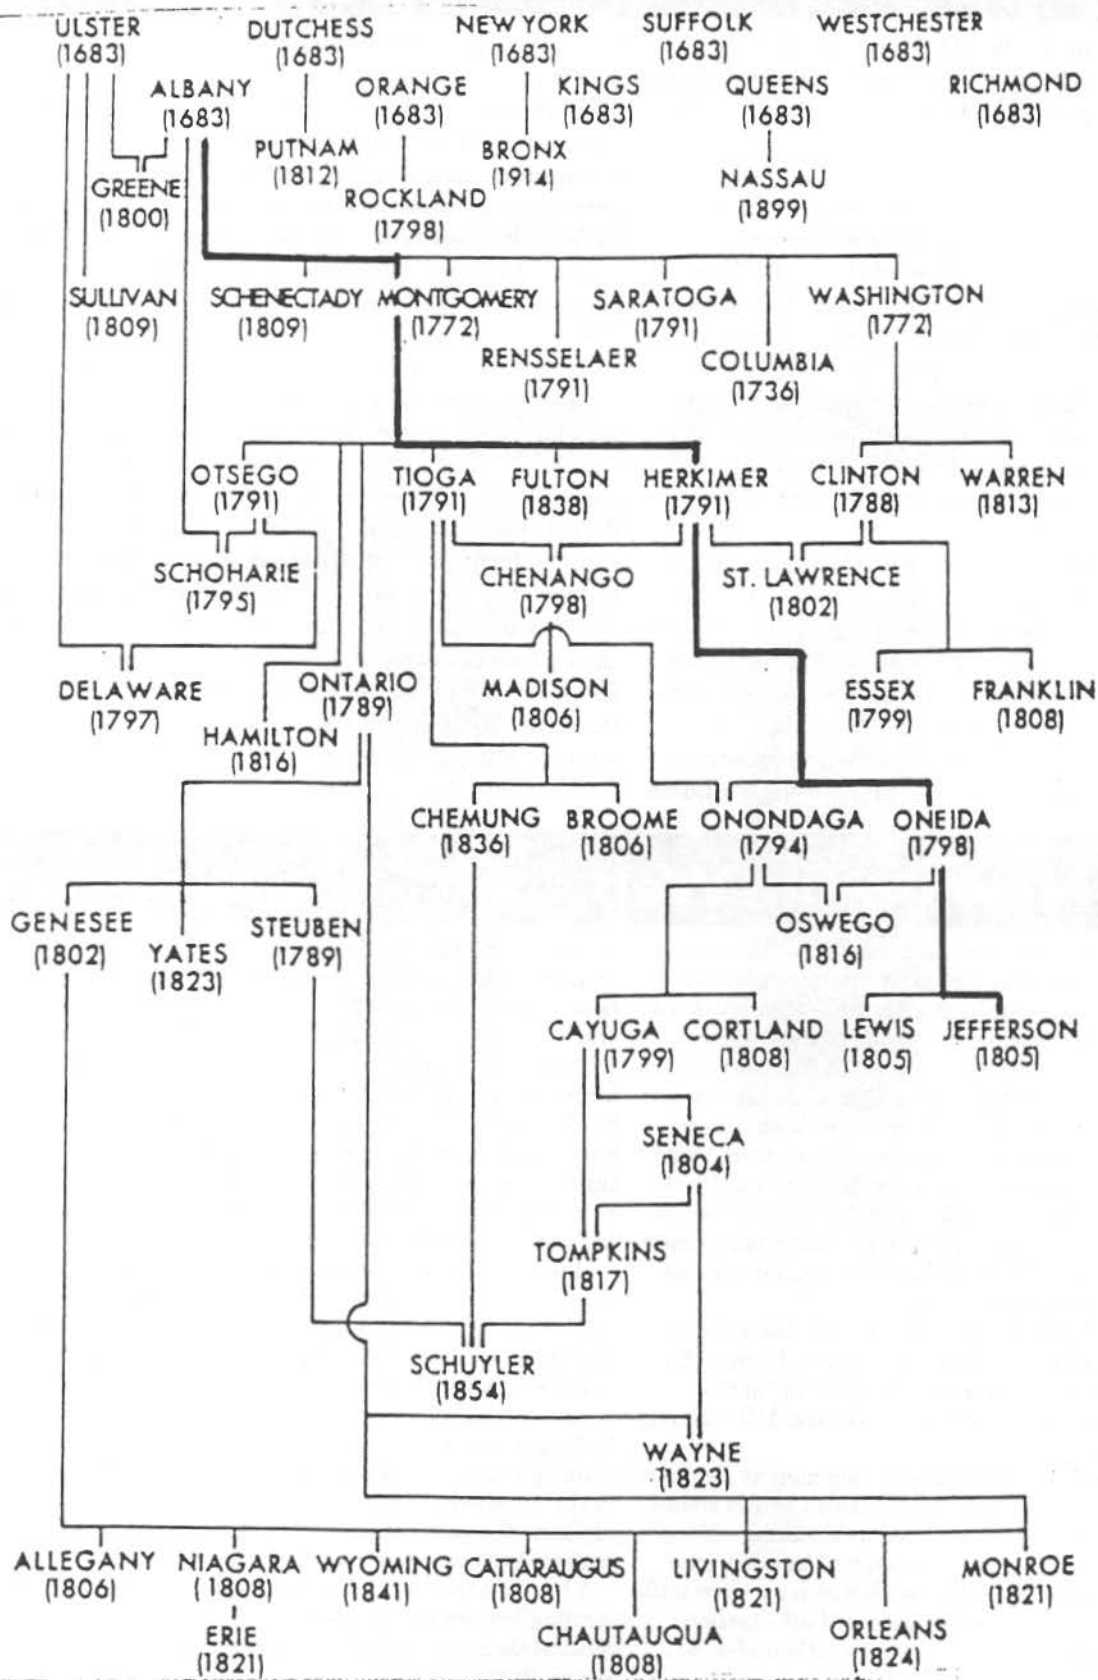 ULSTER DUTCHESS NEW YORK SUFFOLK WESTCHESTER
(1683) (1683) (1683) (1683) (1683)
ALBANY ORANGE KINGS QUEENS RICHMOND
(1683) (1683) (1683) (1683) (1683)
PUTNAM BRONX
(1812) (1914)
GREENE ROCKLAND NASSAU
(1800) (1798) (1899)
SULLIVAN SCHENECTADY MONTGOMERY SARATOGA WASHINGTON
(1809) (1809) (1772) (1791) (1772)
RENSSELAER COLUMBIA
(1791) (1736)
OTSEGO TIOGA FULTON HERKIMER CLINTON WARREN
(1791) (1791) (1838) (1791) (1788) (1813)
SCHOHARIE CHENANGO ST. LAWRENCE
(1795) (1798) (1802)
DELAWARE ONTARIO MADISON ESSEX FRANKLIN
(1797) (1789) (1806) (1799) (1808)
HAMILTON
(1816)
CHEMUNG BROOME ONONDAGA ONEIDA
(1836) (1806) (1794) (1798)
GENESEE YATES STEUBEN OSWEGO
(1802) (1823) (1789) (1816)
CAYUGA CORTLAND LEWIS JEFFERSON
(1799) (1808) (1805) (1805)
SENECA
(1804)
TOMPKINS
(1817)
SCHUYLER
(1854)
WAYNE
(1823)
ALLEGANY NIAGARA WYOMING CATTARAUGUS LIVINGSTON MONROE
(1806) (1808) (1841) (1808) (1821) (1821)
ERIE CHAUTAUQUA ORLEANS
(1821) (1808) (1824)